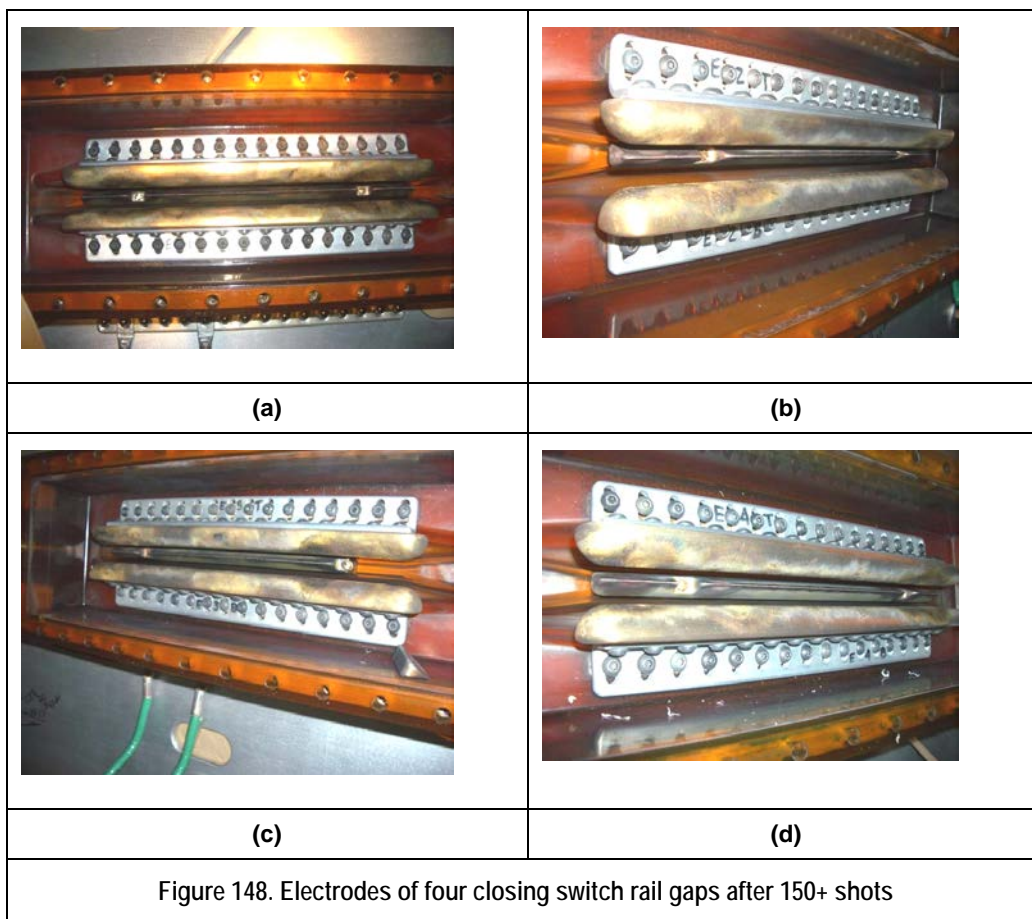 (a)
(b)
(c)
(d)
Figure 148. Electrodes of four closing switch rail gaps after 150+ shots